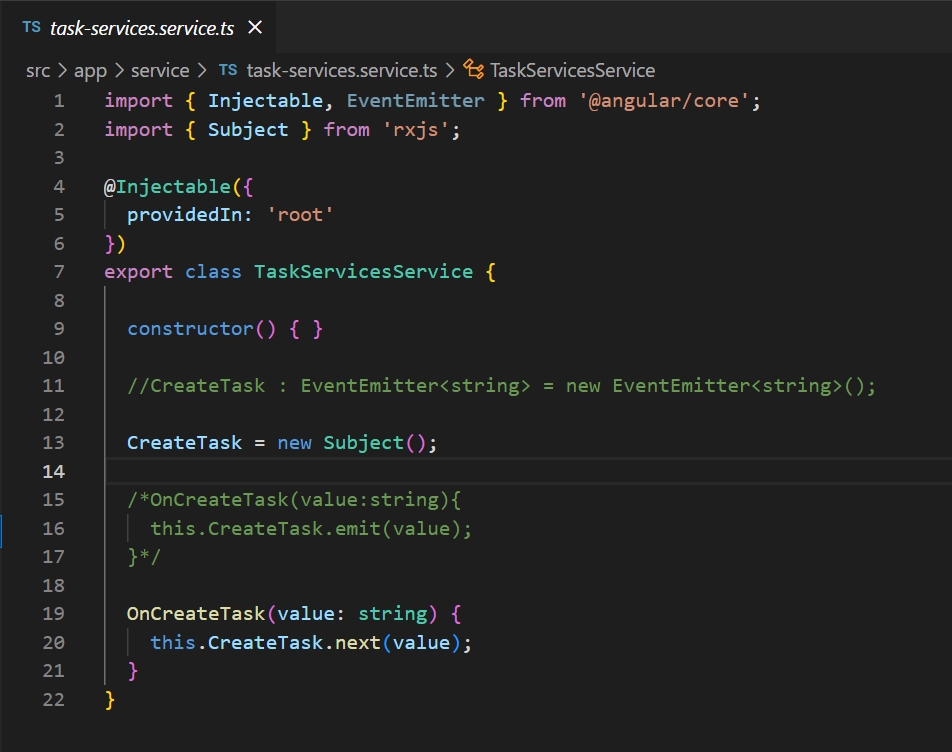 TS task-services.service.ts ×
src > app > service > TS task-services.service.ts > TaskServicesService
1 import { Injectable, EventEmitter } from '@angular/core';
2 import { Subject } from 'rxjs';
3
4 @Injectable({
5   providedIn: 'root'
6 })
7 export class TaskServicesService {
8
9   constructor() { }
10
11   //CreateTask : EventEmitter<string> = new EventEmitter<string>();
12
13   CreateTask = new Subject();
14
15   /*OnCreateTask(value:string){
16     this.CreateTask.emit(value);
17   }*/
18
19   OnCreateTask(value: string) {
20     this.CreateTask.next(value);
21   }
22 }